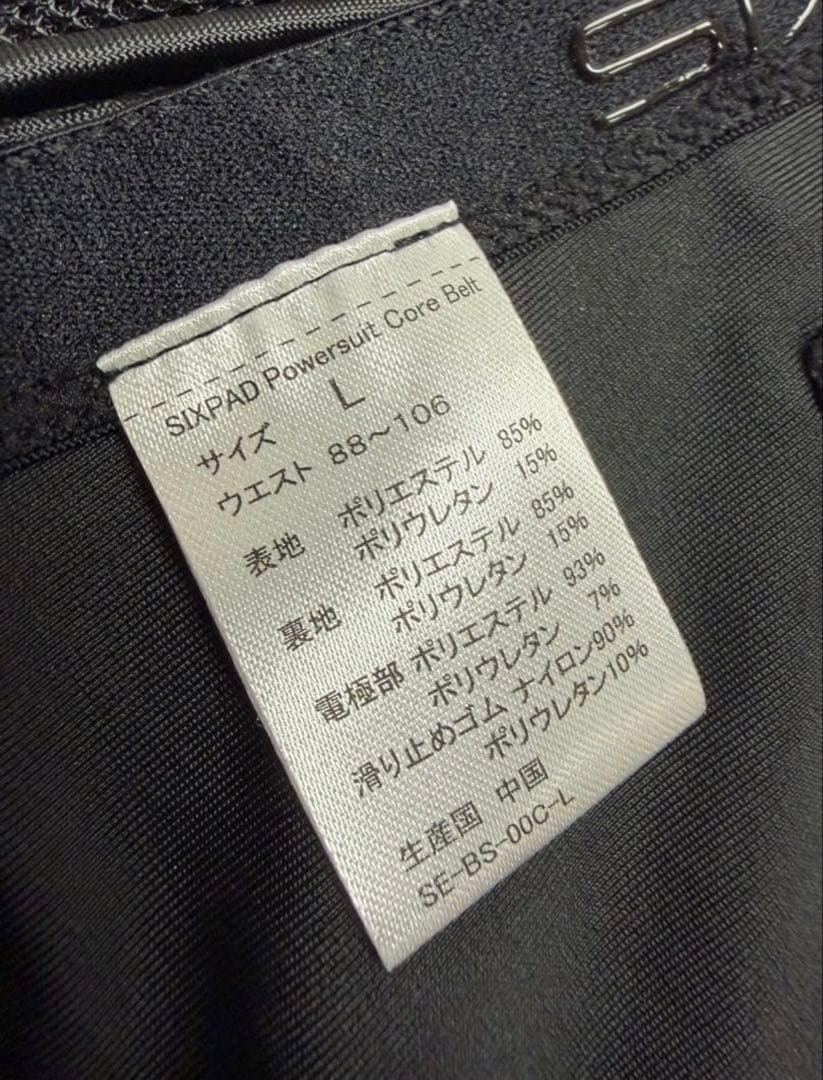 SIX
SIXPAD Powersuit Core Belt
サイズ L
ウエスト 88～106
表地 ポリエステル 85%
ポリウレタン 15%
裏地 ポリエステル 85%
ポリウレタン 15%
電極部 ポリエステル 93%
ポリウレタン 7%
滑り止めゴム ナイロン90%
ポリウレタン10%
生産国 中国
SE-BS-00C-L